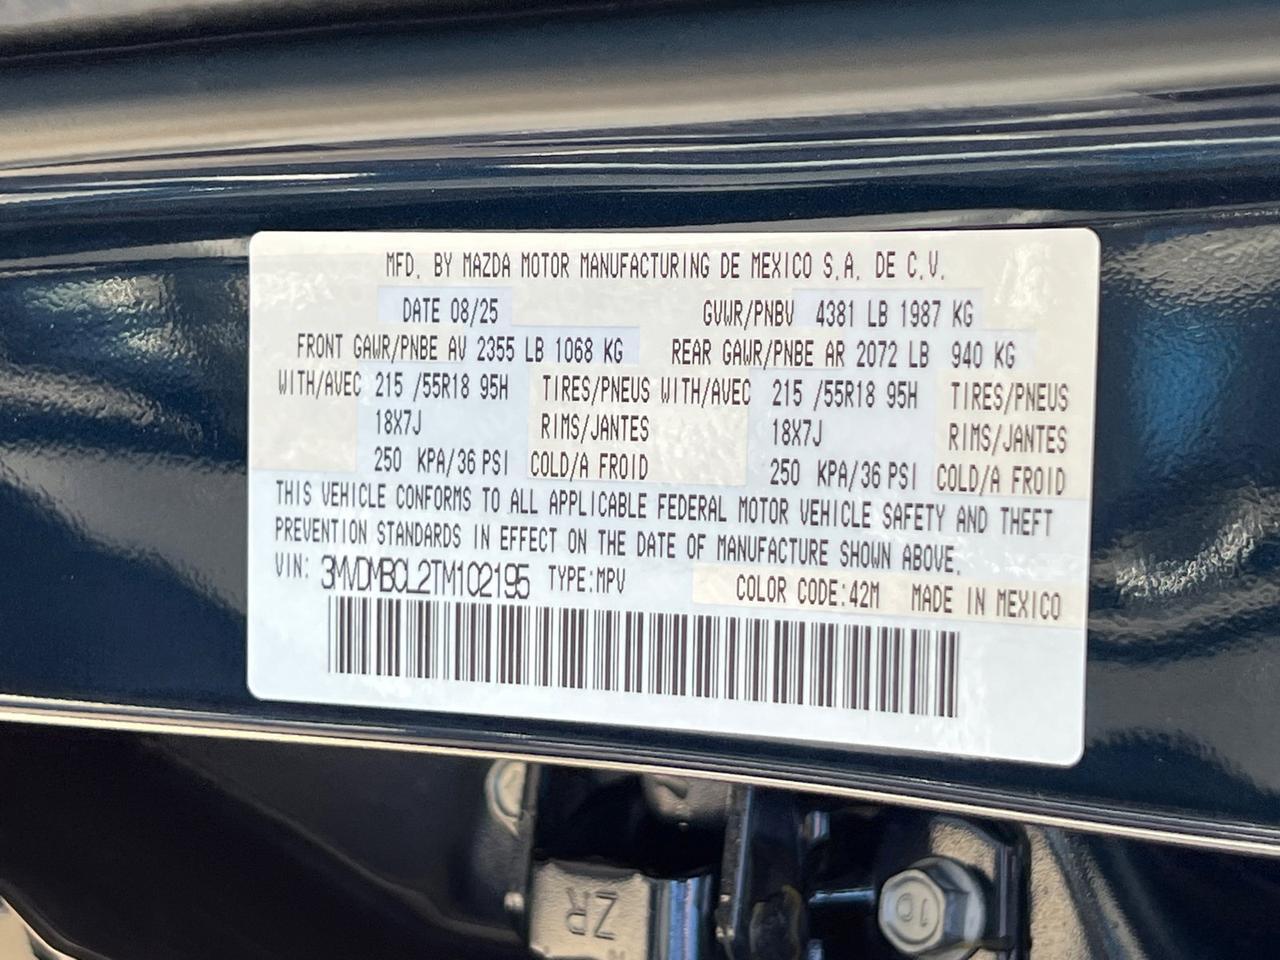 MFD. BY MAZDA MOTOR MANUFACTURING DE MEXICO S.A. DE C.V.
DATE 08/25 GVWR/PNBV 4381 LB 1987 KG
FRONT GAWR/PNBE AV 2355 LB 1068 KG REAR GAWR/PNBE AR 2072 LB 940 KG
WITH/AVEC 215 /55R18 95H TIRES/PNEUS WITH/AVEC 215 /55R18 95H TIRES/PNEUS
18X7J RIMS/JANTES 18X7J RIMS/JANTES
250 KPA/36 PSI COLD/A FROID 250 KPA/36 PSI COLD/A FROID
THIS VEHICLE CONFORMS TO ALL APPLICABLE FEDERAL MOTOR VEHICLE SAFETY AND THEFT
PREVENTION STANDARDS IN EFFECT ON THE DATE OF MANUFACTURE SHOWN ABOVE.
VIN: 3MVDMBCL2TM102195 TYPE:MPV COLOR CODE:42M MADE IN MEXICO
ZR
10